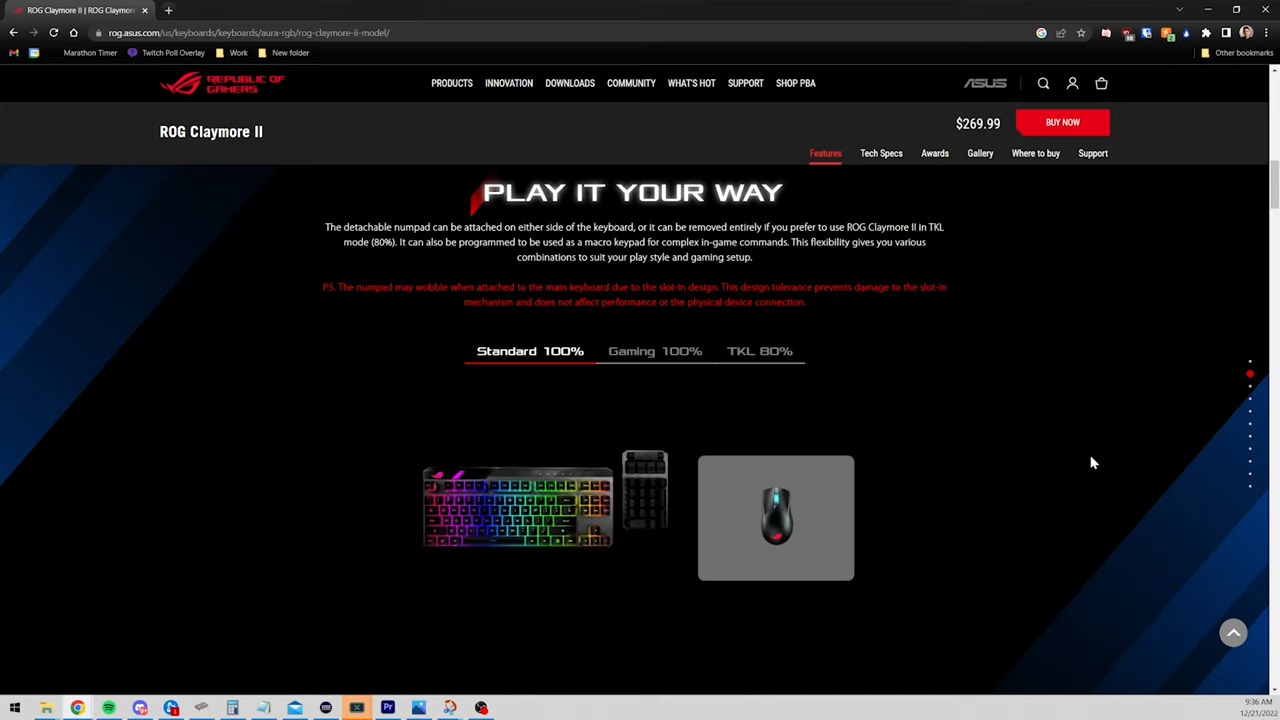 ROG Claymore II | ROG Claymore
rog.asus.com/us/keyboards/keyboards/aura-rgb/rog-claymore-ii-model/
Marathon Timer
Twitch Poll Overlay
Work
New folder
Other bookmarks
REPUBLIC OF
GAMERS
PRODUCTS
INNOVATION
DOWNLOADS
COMMUNITY
WHAT'S HOT
SUPPORT
SHOP PBA
ASUS
ROG Claymore II
$269.99
BUY NOW
Features
Tech Specs
Awards
Gallery
Where to buy
Support
PLAY IT YOUR WAY
The detachable numpad can be attached on either side of the keyboard, or it can be removed entirely if you prefer to use ROG Claymore II in TKL
mode (80%). It can also be programmed to be used as a macro keypad for complex in-game commands. This flexibility gives you various
combinations to suit your play style and gaming setup.
P.S. The numpad may wobble when attached to the main keyboard due to the slot-in design. This design tolerance prevents damage to the slot-in
mechanism and does not affect performance or the physical device connection.
Standard 100%
Gaming 100%
TKL 80%
9:36 AM
12/21/2022